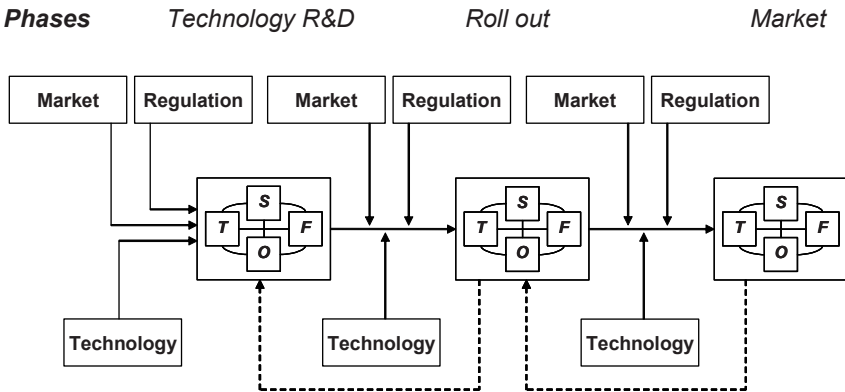 Phases Technology R&D Roll out Market
Market Regulation Market Regulation Market Regulation
S S S
T F T F T F
O O O
Technology Technology Technology